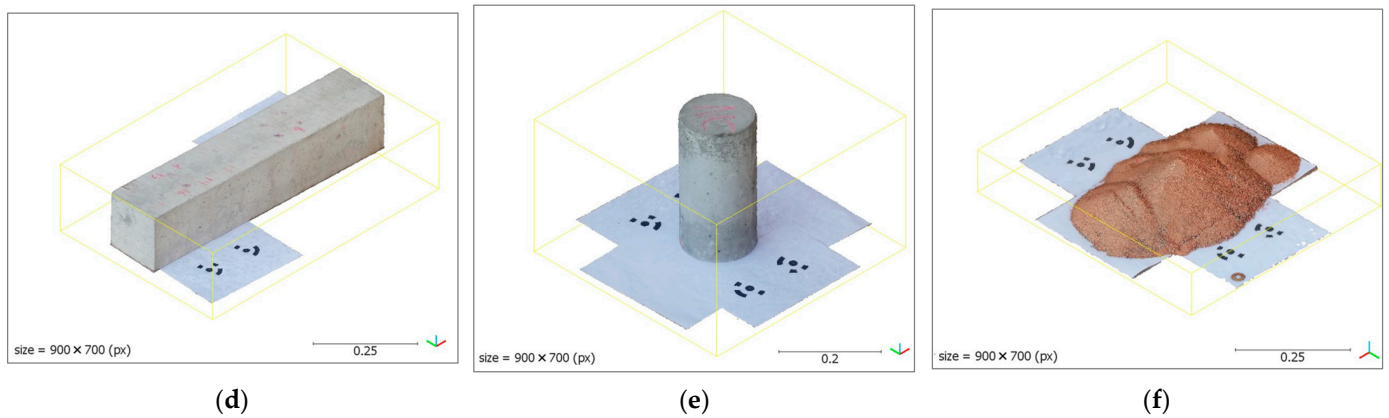 size = 900 × 700 (px)
0.25
size = 900 × 700 (px)
0.2
size = 900 × 700 (px)
0.25
(d)
(e)
(f)